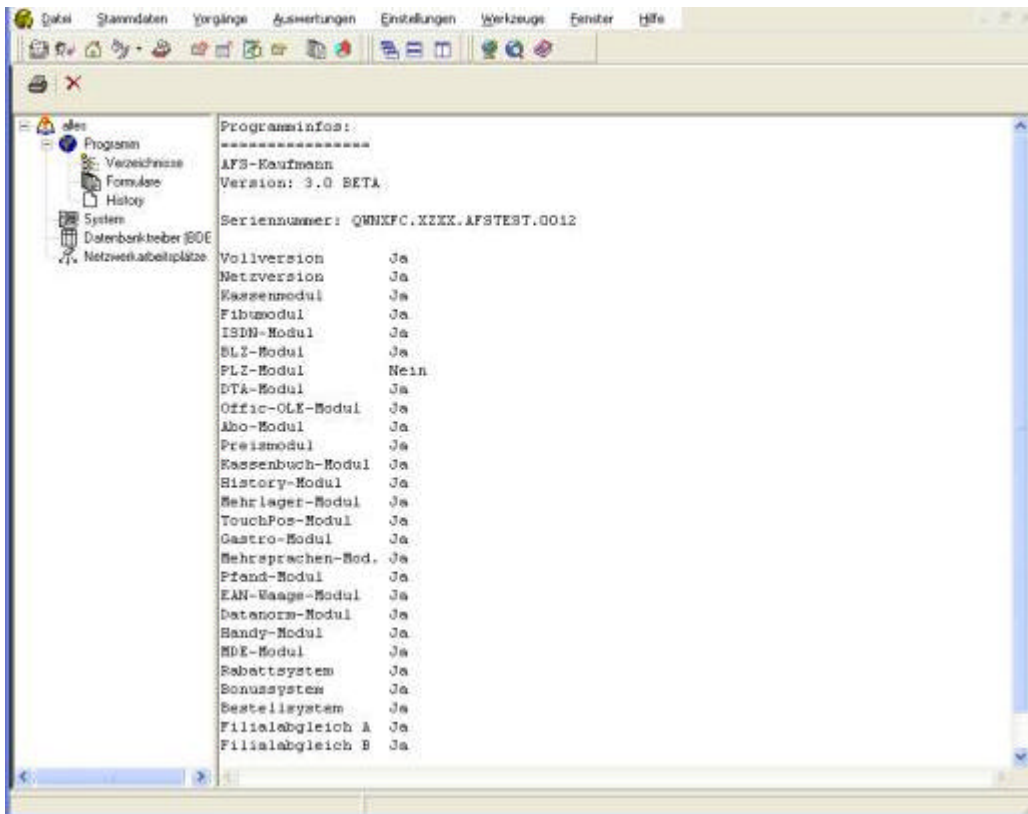 Datei Stammdaten Vorgänge Auswertungen Einstellungen Werkzeuge Fenster Hilfe
alles
Programm
Verzeichnisse
Formulare
History
System
Datenbanktreiber (BDE
Netzwerkarbeitsplätze
Programminfos:
================
AFS-Kaufmann
Version: 3.0 BETA
Seriennummer: QWNXFC.XZXX.AFSTEST.0012
Vollversion Ja
Netzversion Ja
Kassenmodul Ja
Fibumodul Ja
ISDN-Modul Ja
BLZ-Modul Ja
PLZ-Modul Nein
DTA-Modul Ja
Offic-OLE-Modul Ja
Abo-Modul Ja
Preismodul Ja
Kassenbuch-Modul Ja
History-Modul Ja
Mehrlager-Modul Ja
TouchPos-Modul Ja
Gastro-Modul Ja
Mehrsprachen-Mod. Ja
Pfand-Modul Ja
EAN-Waage-Modul Ja
Datanorm-Modul Ja
Handy-Modul Ja
MDE-Modul Ja
Rabattsystem Ja
Bonussystem Ja
Bestellsystem Ja
Filialabgleich A Ja
Filialabgleich B Ja